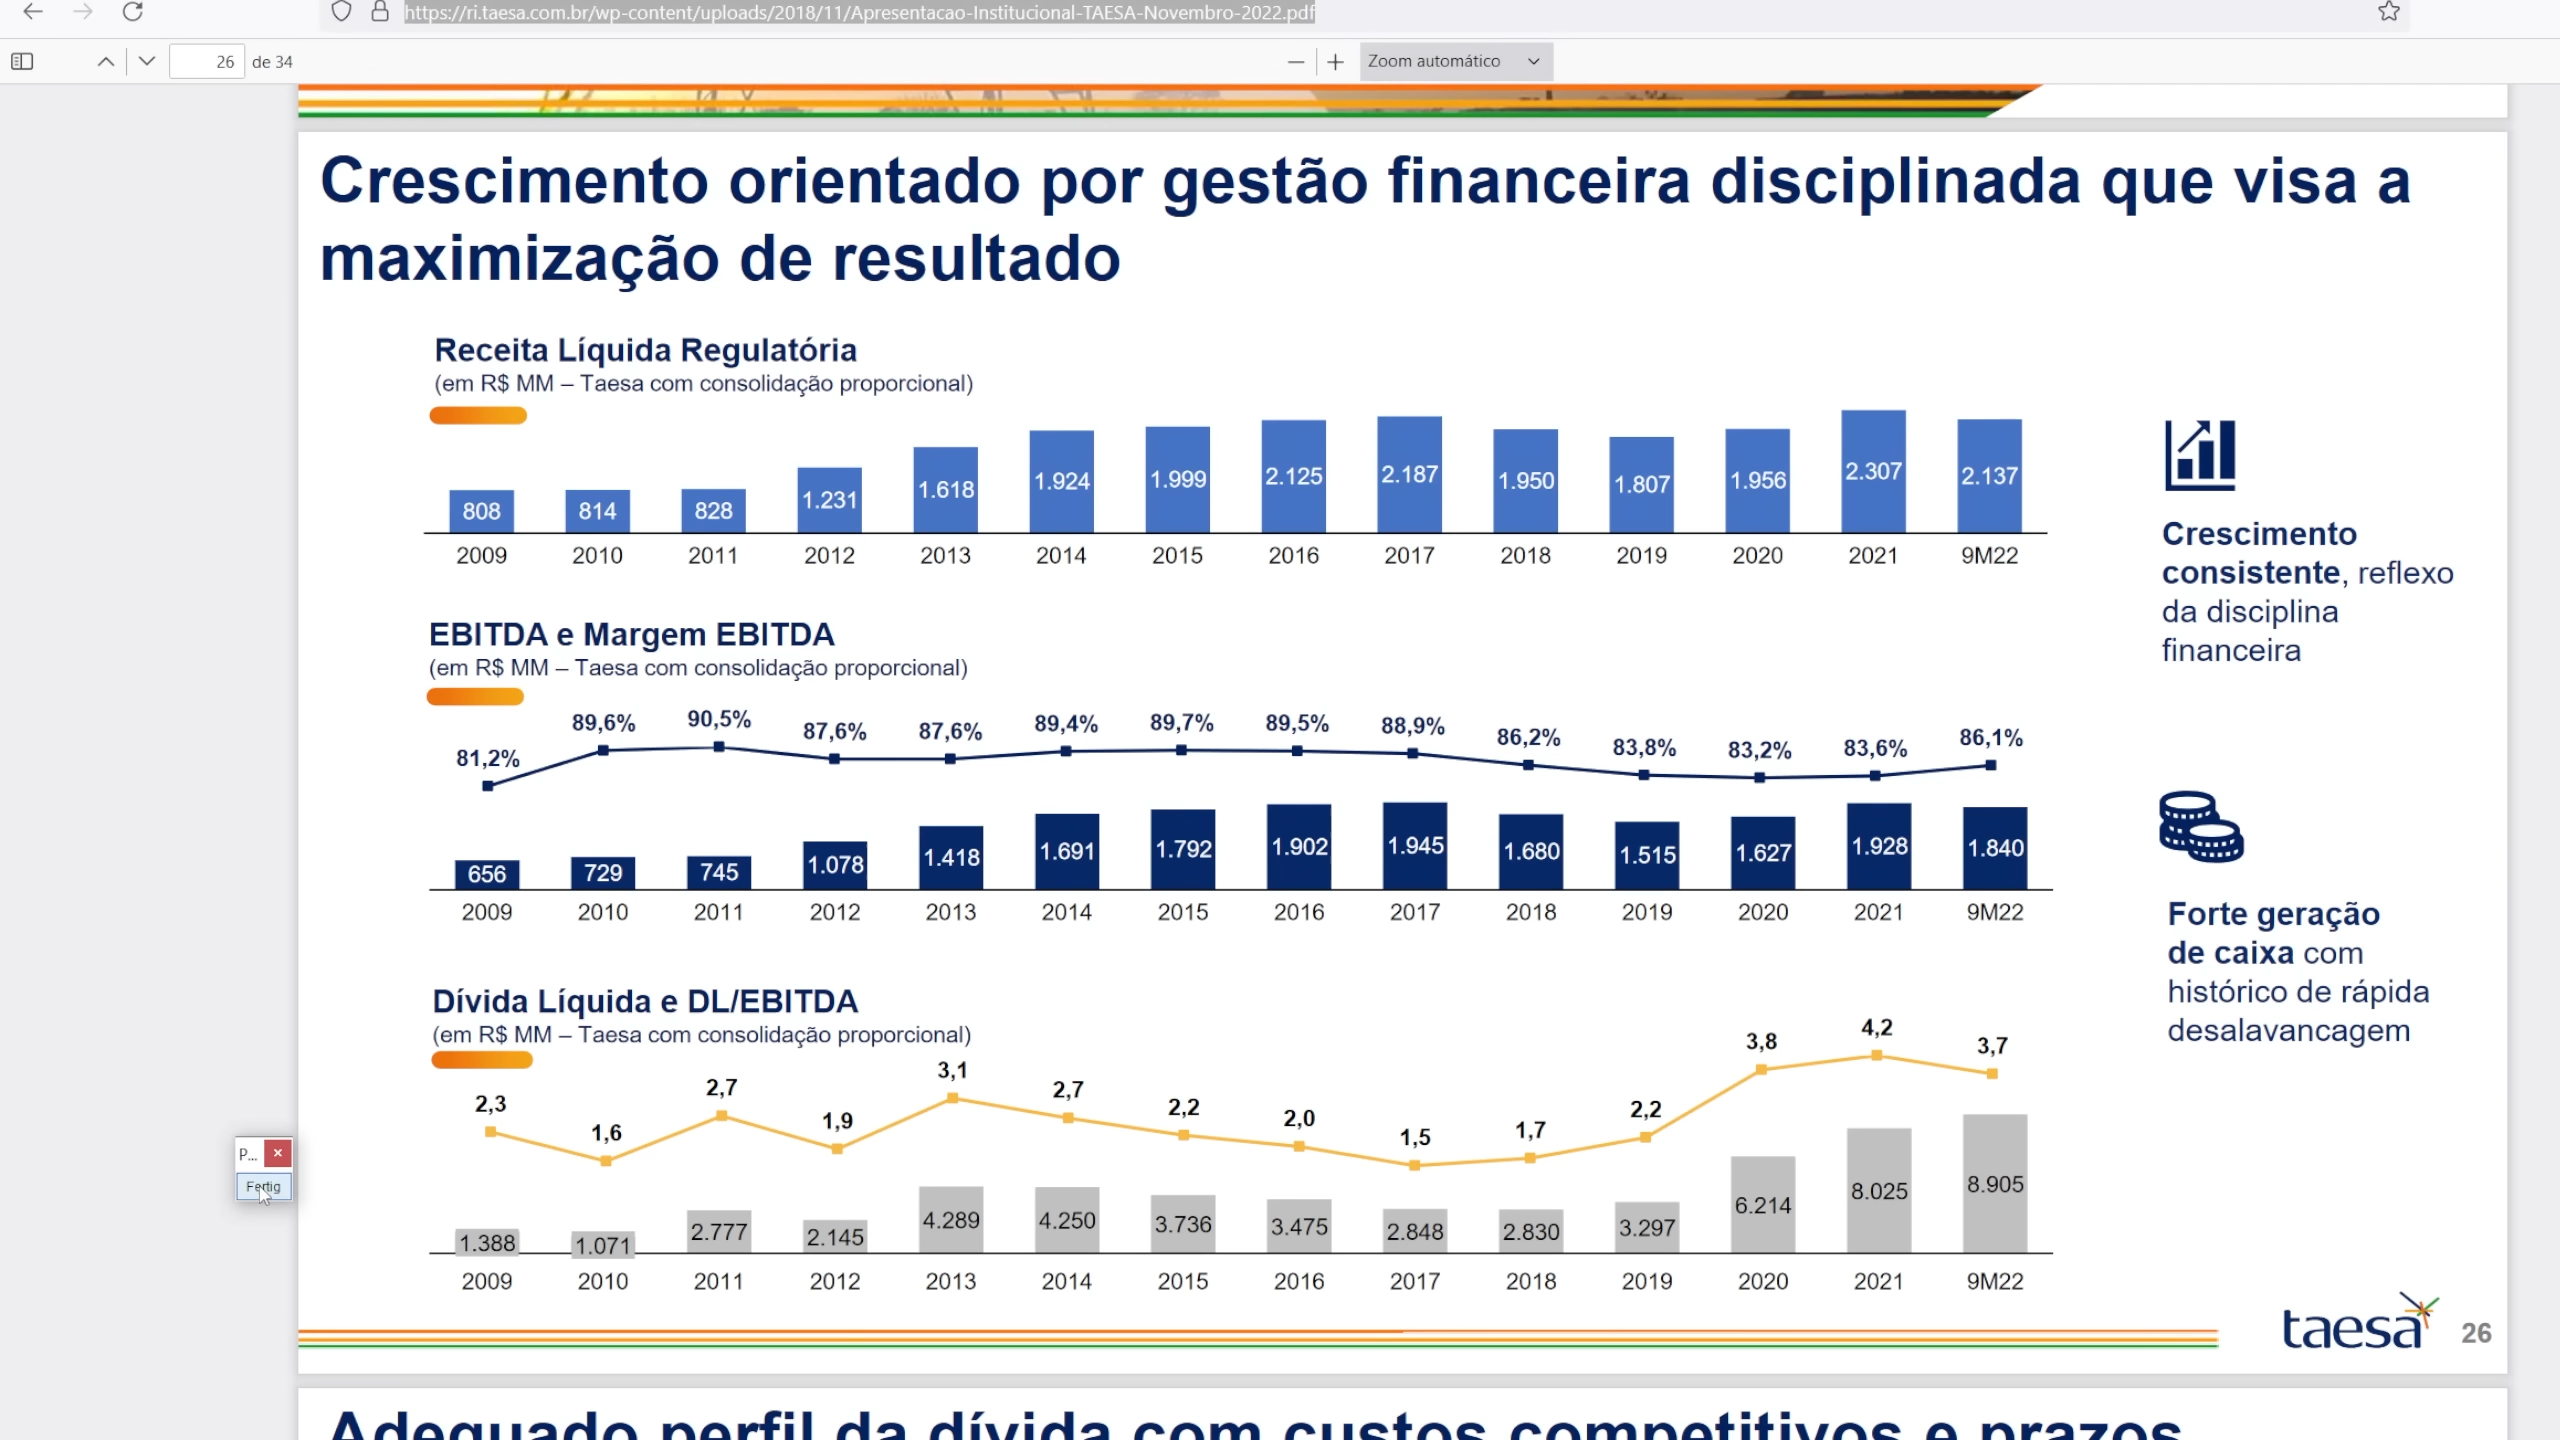 https://ri.taesa.com.br/wp-content/uploads/2018/11/Apresentacao-Institucional-TAESA-Novembro-2022.pdf
26 de 34
Zoom automático
Crescimento orientado por gestão financeira disciplinada que visa a
maximização de resultado
Receita Líquida Regulatória
(em R$ MM – Taesa com consolidação proporcional)
808 814 828 1.231 1.618 1.924 1.999 2.125 2.187 1.950 1.807 1.956 2.307 2.137
2009 2010 2011 2012 2013 2014 2015 2016 2017 2018 2019 2020 2021 9M22
Crescimento
consistente, reflexo
da disciplina
financeira
EBITDA e Margem EBITDA
(em R$ MM – Taesa com consolidação proporcional)
81,2% 89,6% 90,5% 87,6% 87,6% 89,4% 89,7% 89,5% 88,9% 86,2% 83,8% 83,2% 83,6% 86,1%
656 729 745 1.078 1.418 1.691 1.792 1.902 1.945 1.680 1.515 1.627 1.928 1.840
2009 2010 2011 2012 2013 2014 2015 2016 2017 2018 2019 2020 2021 9M22
Forte geração
de caixa com
histórico de rápida
desalavancagem
Dívida Líquida e DL/EBITDA
(em R$ MM – Taesa com consolidação proporcional)
2,3 1,6 2,7 1,9 3,1 2,7 2,2 2,0 1,5 1,7 2,2 3,8 4,2 3,7
1.388 1.071 2.777 2.145 4.289 4.250 3.736 3.475 2.848 2.830 3.297 6.214 8.025 8.905
2009 2010 2011 2012 2013 2014 2015 2016 2017 2018 2019 2020 2021 9M22
P...
Fertig
taesa 26
Adequado perfil da dívida com custos competitivos e prazos